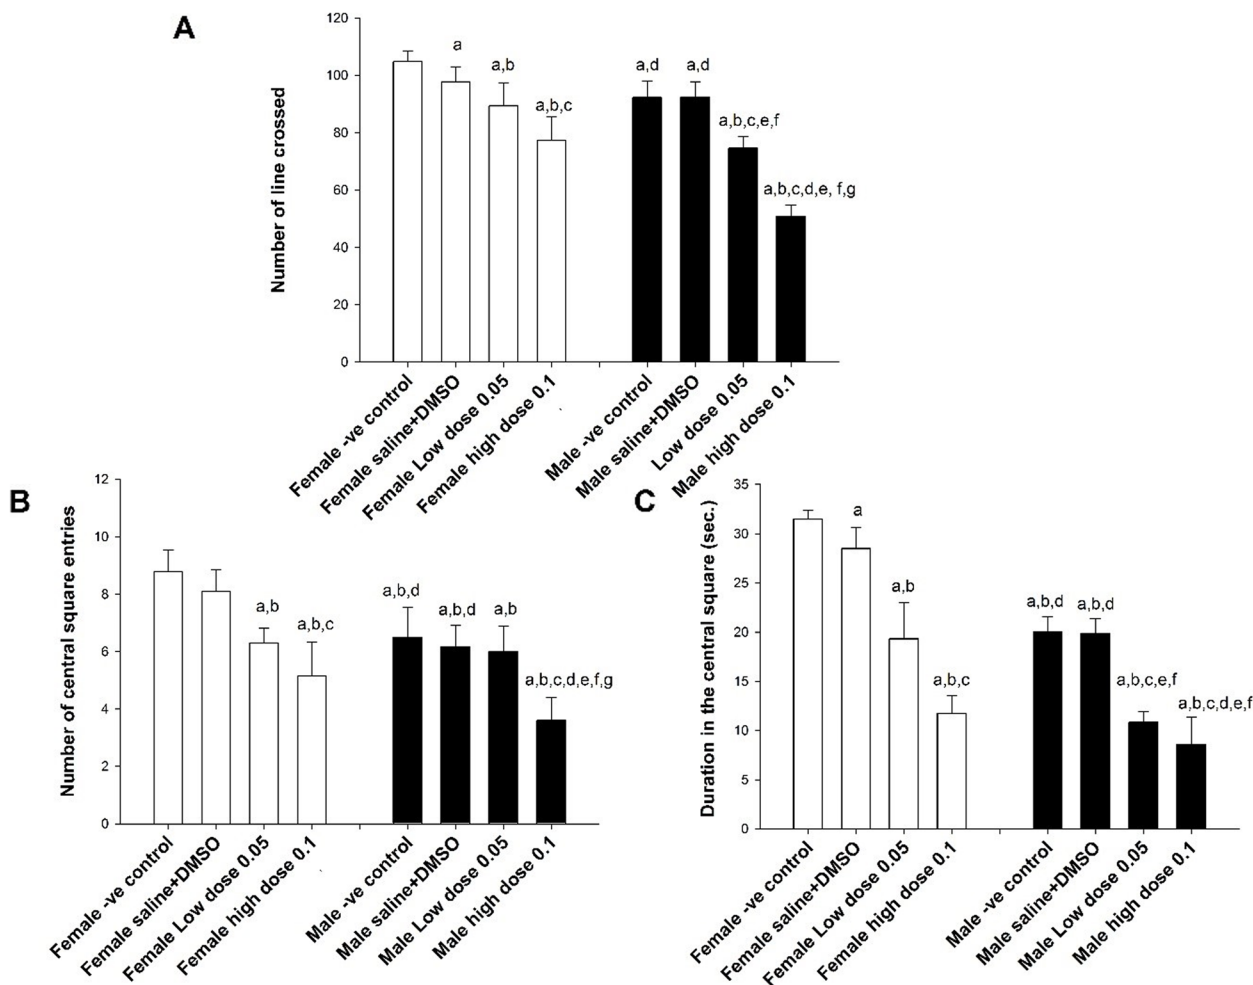 A
Number of line crossed
120
100
80
60
40
20
0
a
a,b
a,b,c
a,d
a,d
a,b,c,e,f
a,b,c,d,e, f,g
Female -ve control
Female saline+DMSO
Female Low dose 0.05
Female high dose 0.1
Male -ve control
Male saline+DMSO
Low dose 0.05
Male high dose 0.1
B
Number of central square entries
12
10
8
6
4
2
0
a,b
a,b,c
a,b,d
a,b,d
a,b
a,b,c,d,e,f,g
Female -ve control
Female saline+DMSO
Female Low dose 0.05
Female high dose 0.1
Male -ve control
Male saline+DMSO
Male Low dose 0.05
Male high dose 0.1
C
Duration in the central square (sec.)
35
30
25
20
15
10
5
0
a
a,b
a,b,c
a,b,d
a,b,d
a,b,c,e,f
a,b,c,d,e,f
Female -ve control
Female saline+DMSO
Female Low dose 0.05
Female high dose 0.1
Male -ve control
Male saline+DMSO
Male Low dose 0.05
Male high dose 0.1